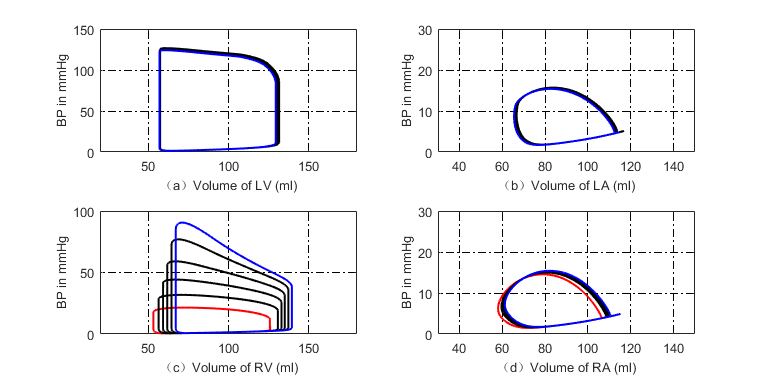 150
100
50
0
BP in mmHg
50 100 150
（a）Volume of LV (ml)
30
20
10
0
BP in mmHg
40 60 80 100 120 140
（b）Volume of LA (ml)
100
50
0
BP in mmHg
50 100 150
（c）Volume of RV (ml)
30
20
10
0
BP in mmHg
40 60 80 100 120 140
（d）Volume of RA (ml)